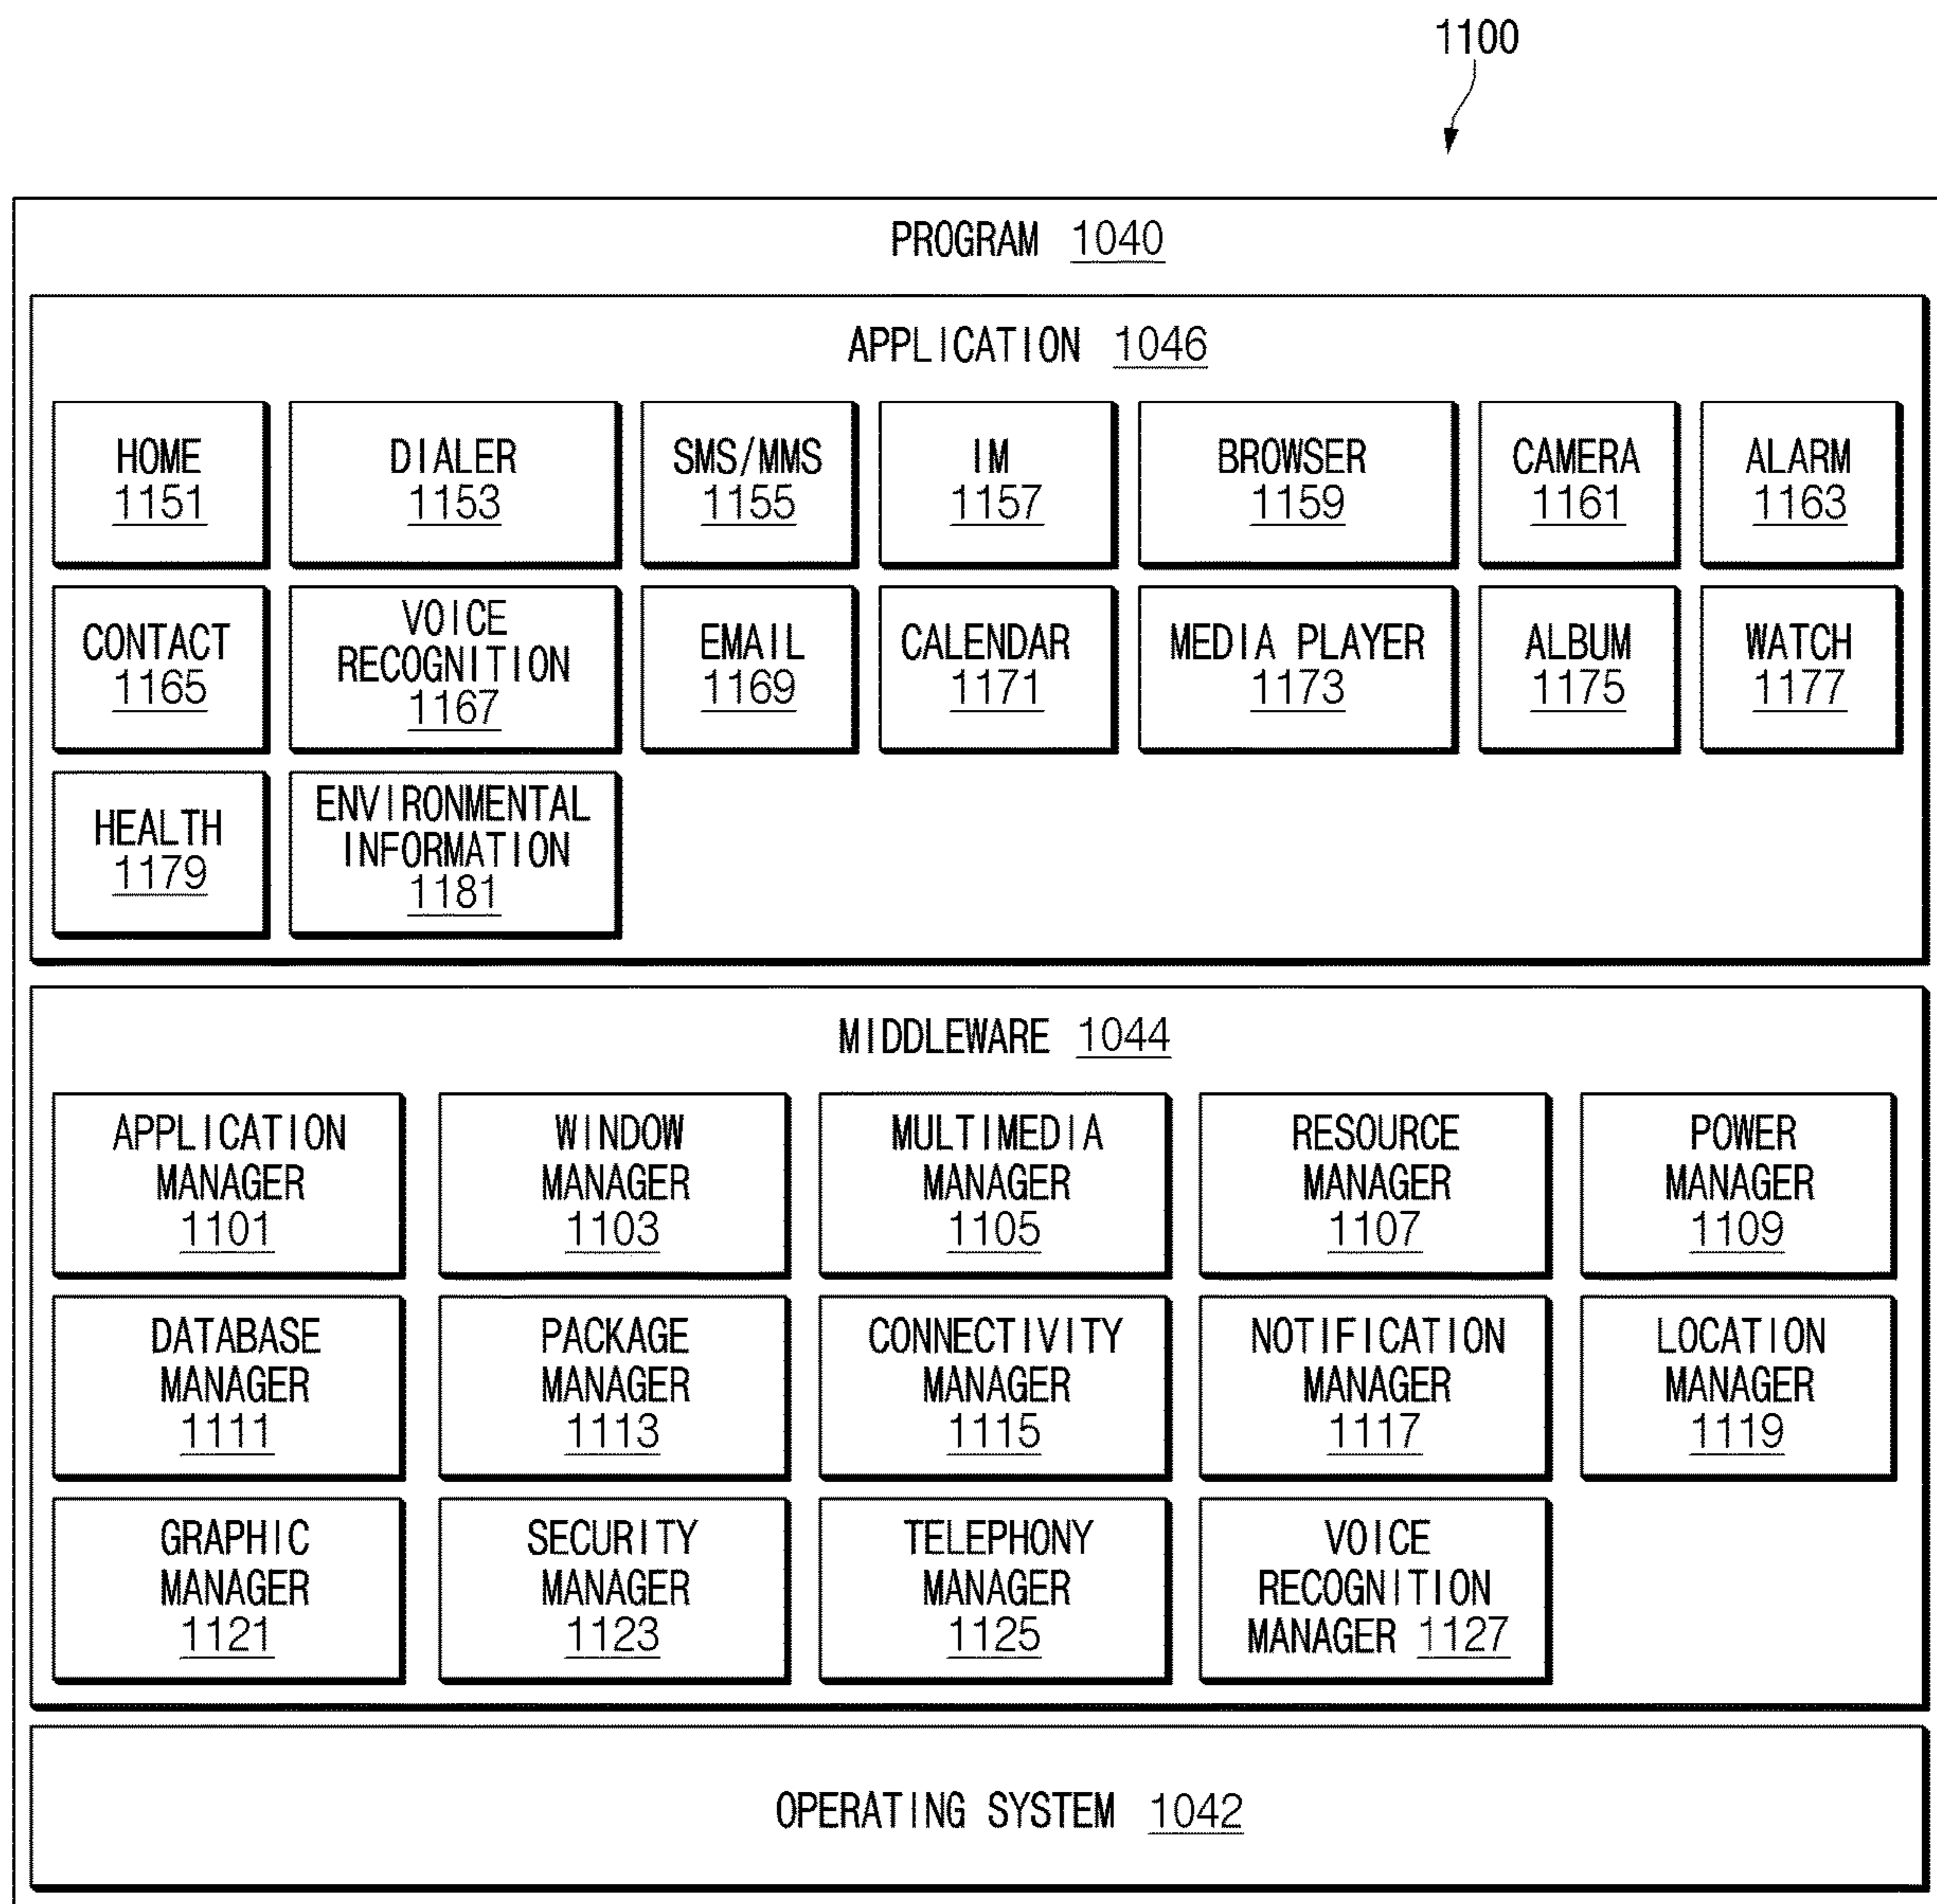 1100
PROGRAM 1040
APPLICATION 1046
HOME
1151
DIALER
1153
SMS/MMS
1155
IM
1157
BROWSER
1159
CAMERA
1161
ALARM
1163
CONTACT
1165
VOICE
RECOGNITION
1167
EMAIL
1169
CALENDAR
1171
MEDIA PLAYER
1173
ALBUM
1175
WATCH
1177
HEALTH
1179
ENVIRONMENTAL
INFORMATION
1181
MIDDLEWARE 1044
APPLICATION
MANAGER
1101
WINDOW
MANAGER
1103
MULTIMEDIA
MANAGER
1105
RESOURCE
MANAGER
1107
POWER
MANAGER
1109
DATABASE
MANAGER
1111
PACKAGE
MANAGER
1113
CONNECTIVITY
MANAGER
1115
NOTIFICATION
MANAGER
1117
LOCATION
MANAGER
1119
GRAPHIC
MANAGER
1121
SECURITY
MANAGER
1123
TELEPHONY
MANAGER
1125
VOICE
RECOGNITION
MANAGER 1127
OPERATING SYSTEM 1042